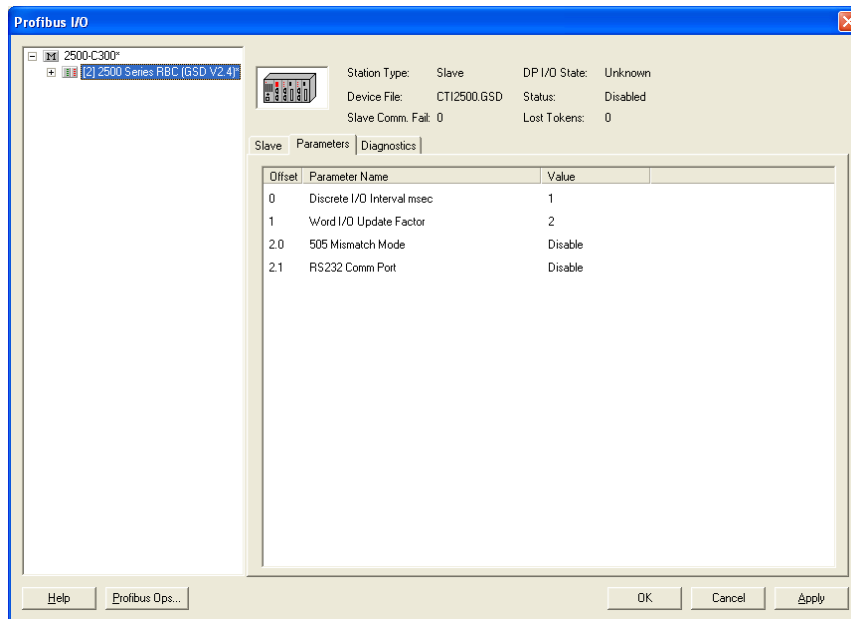 Profibus I/O
2500-C300*
[2] 2500 Series RBC (GSD V2.4)*
Station Type: Slave DP I/O State: Unknown
Device File: CTI2500.GSD Status: Disabled
Slave Comm. Fail: 0 Lost Tokens: 0
Slave Parameters Diagnostics
Offset Parameter Name Value
0 Discrete I/O Interval msec 1
1 Word I/O Update Factor 2
2.0 505 Mismatch Mode Disable
2.1 RS232 Comm Port Disable
Help Profibus Ops... OK Cancel Apply